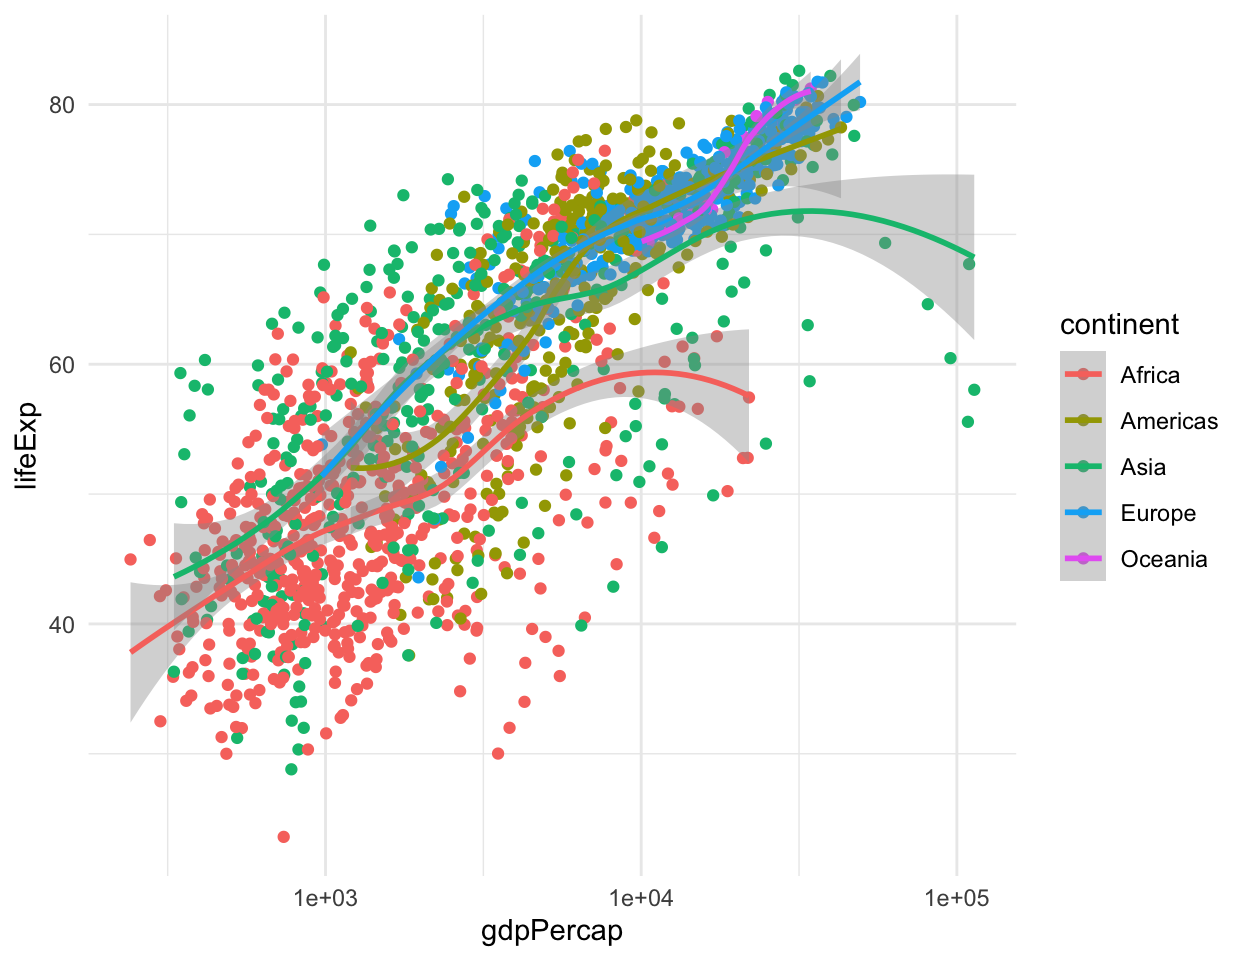 80
60
40
lifeExp
1e+03 1e+04 1e+05
gdpPercap
continent
Africa
Americas
Asia
Europe
Oceania